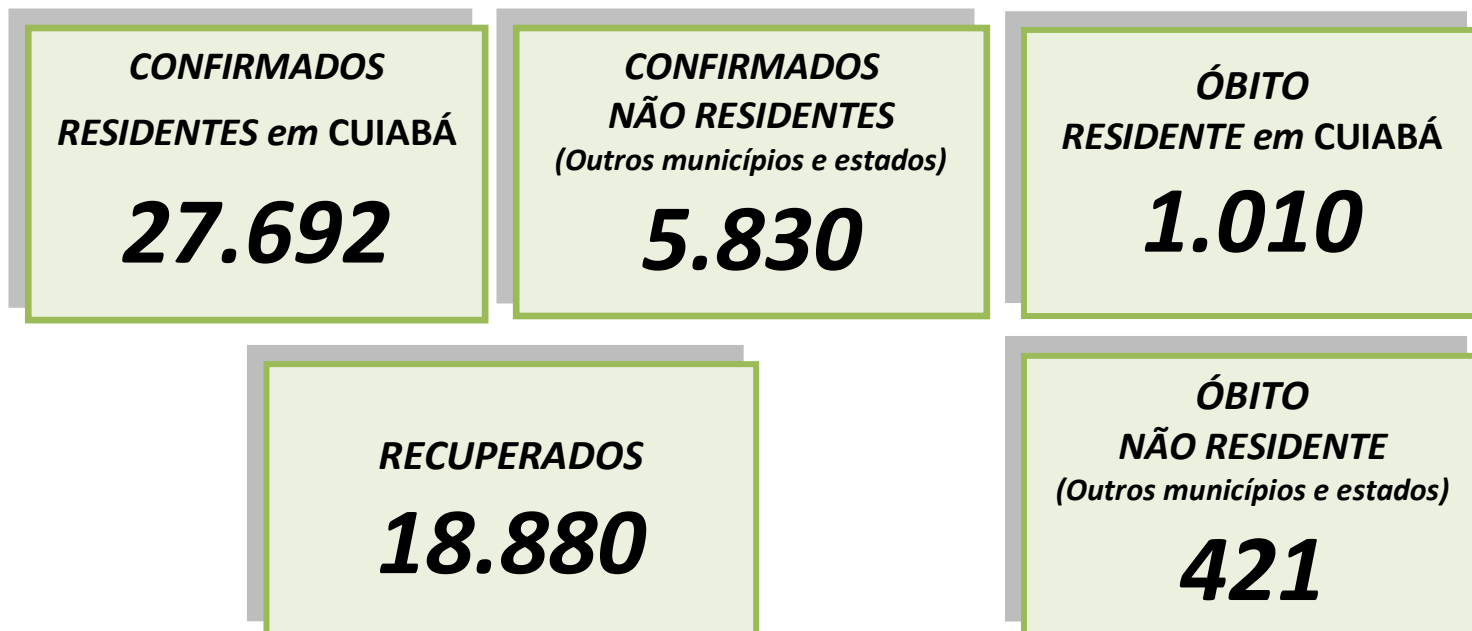 CONFIRMADOS
RESIDENTES em CUIABÁ
27.692
CONFIRMADOS
NÃO RESIDENTES
(Outros municípios e estados)
5.830
ÓBITO
RESIDENTE em CUIABÁ
1.010
RECUPERADOS
18.880
ÓBITO
NÃO RESIDENTE
(Outros municípios e estados)
421